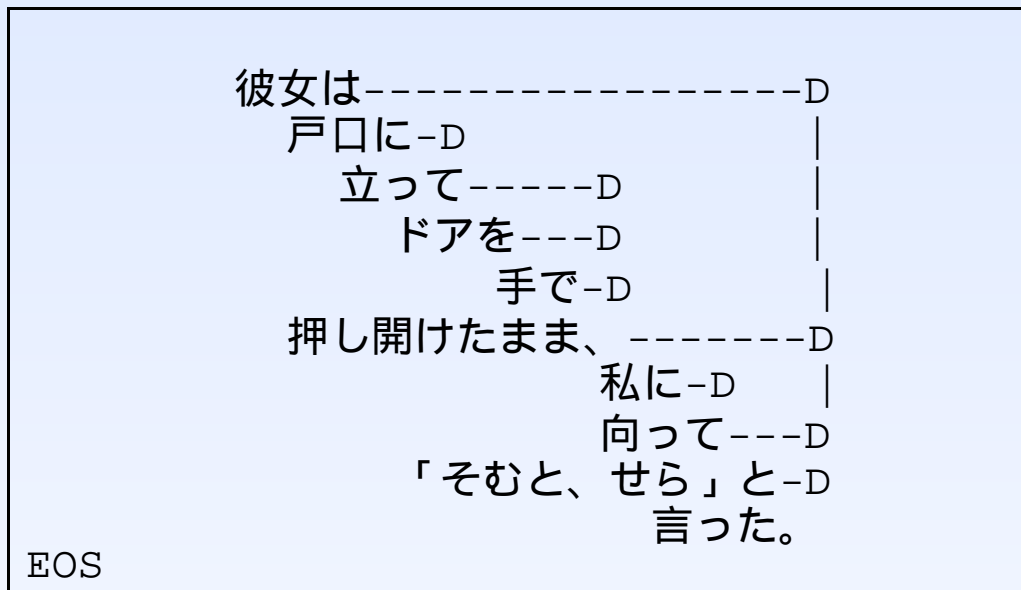 彼女は-----------------D
戸口に-D |
立って-----D |
ドアを---D |
手で-D |
押し開けたまま、-------D
私に-D |
向って---D
「そむと、せら」と-D
言った。
EOS